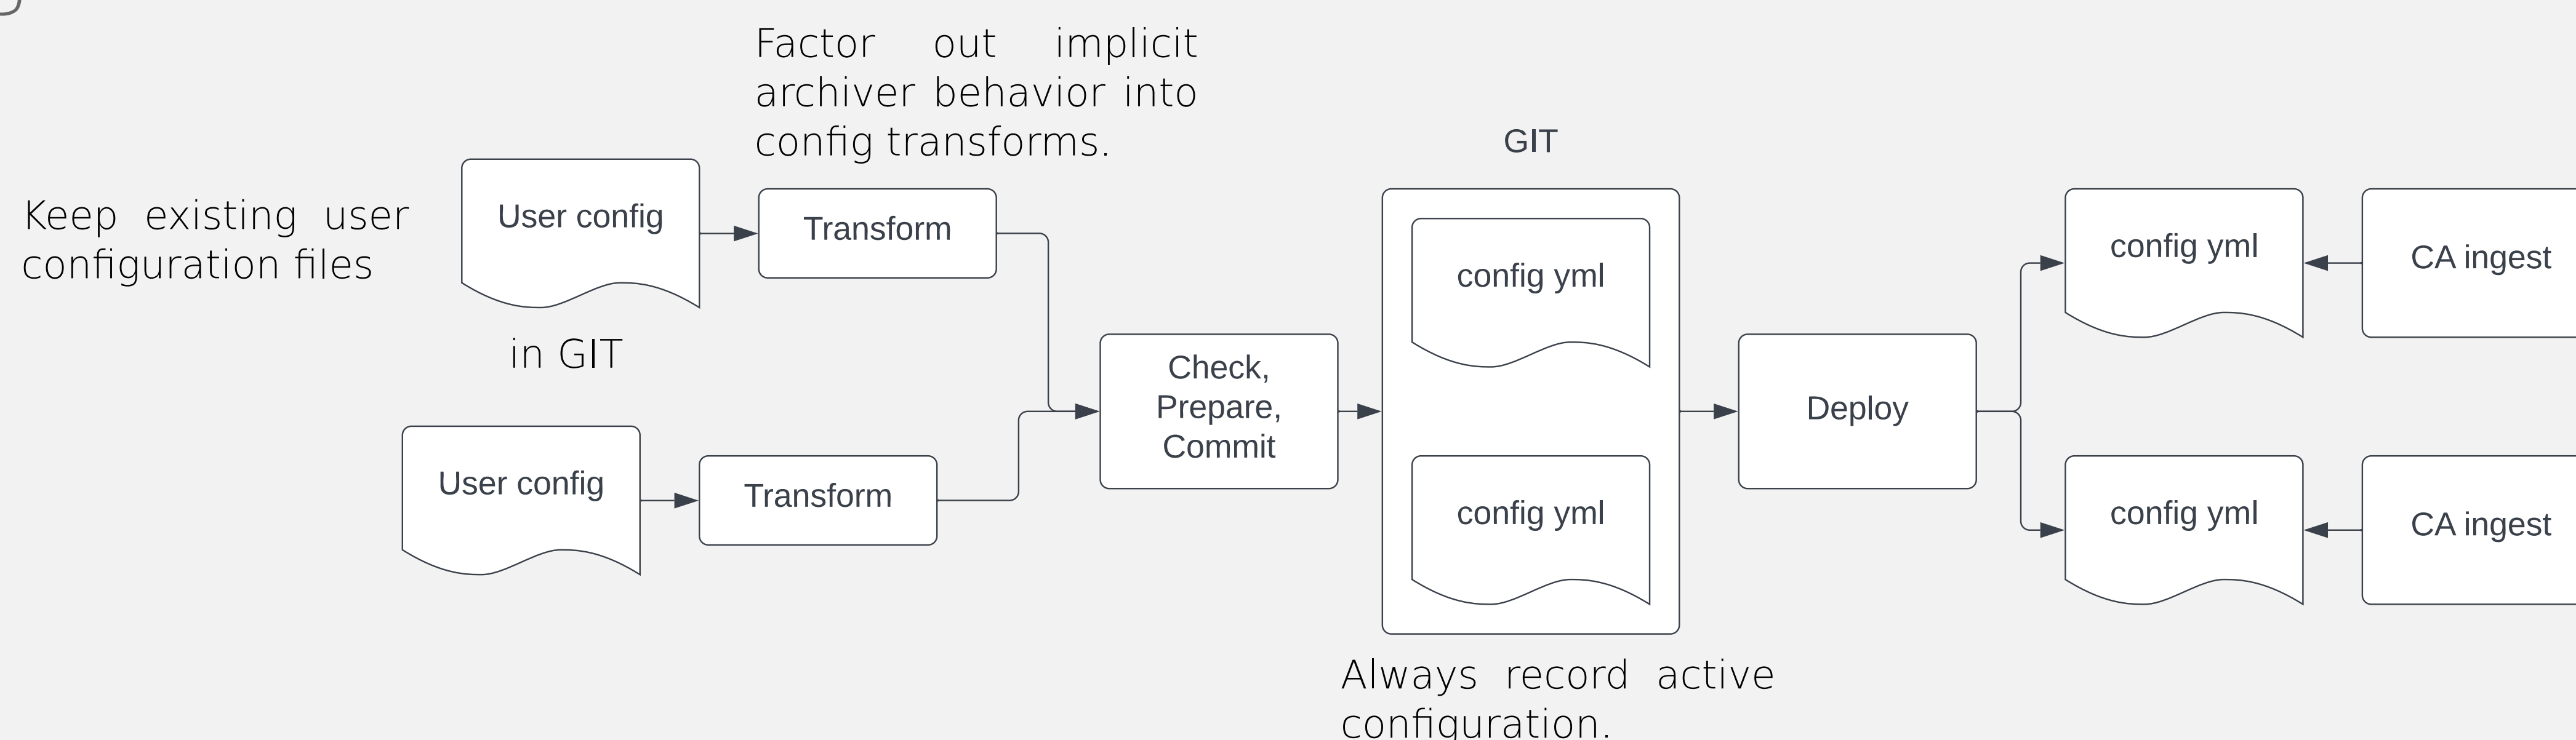 Factor out implicit
archiver behavior into
config transforms.
GIT
Keep existing user
configuration files
User config
Transform
config yml
config yml
CA ingest
in GIT
Check,
Prepare,
Commit
Deploy
User config
Transform
config yml
config yml
CA ingest
Always record active
configuration.